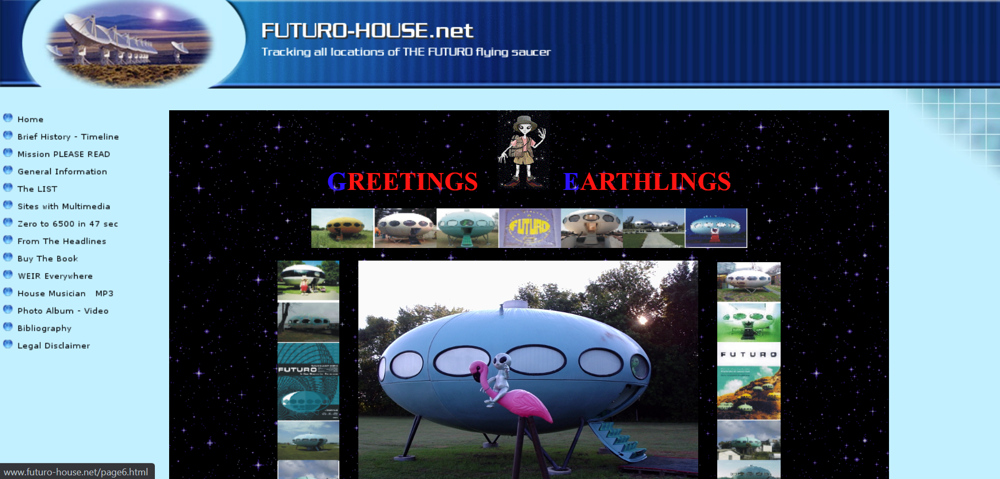 FUTURO-HOUSE.net
Tracking all locations of THE FUTURO flying saucer
Home
Brief History - Timeline
Mission PLEASE READ
General Information
The LIST
Sites with Multimedia
Zero to 6500 in 47 sec
From The Headlines
Buy The Book
WEIR Everywhere
House Musician MP3
Photo Album - Video
Bibliography
Legal Disclaimer
GREETINGS EARTHLINGS
FUTURO
FUTURO
FUTURO
www.futuro-house.net/page6.html